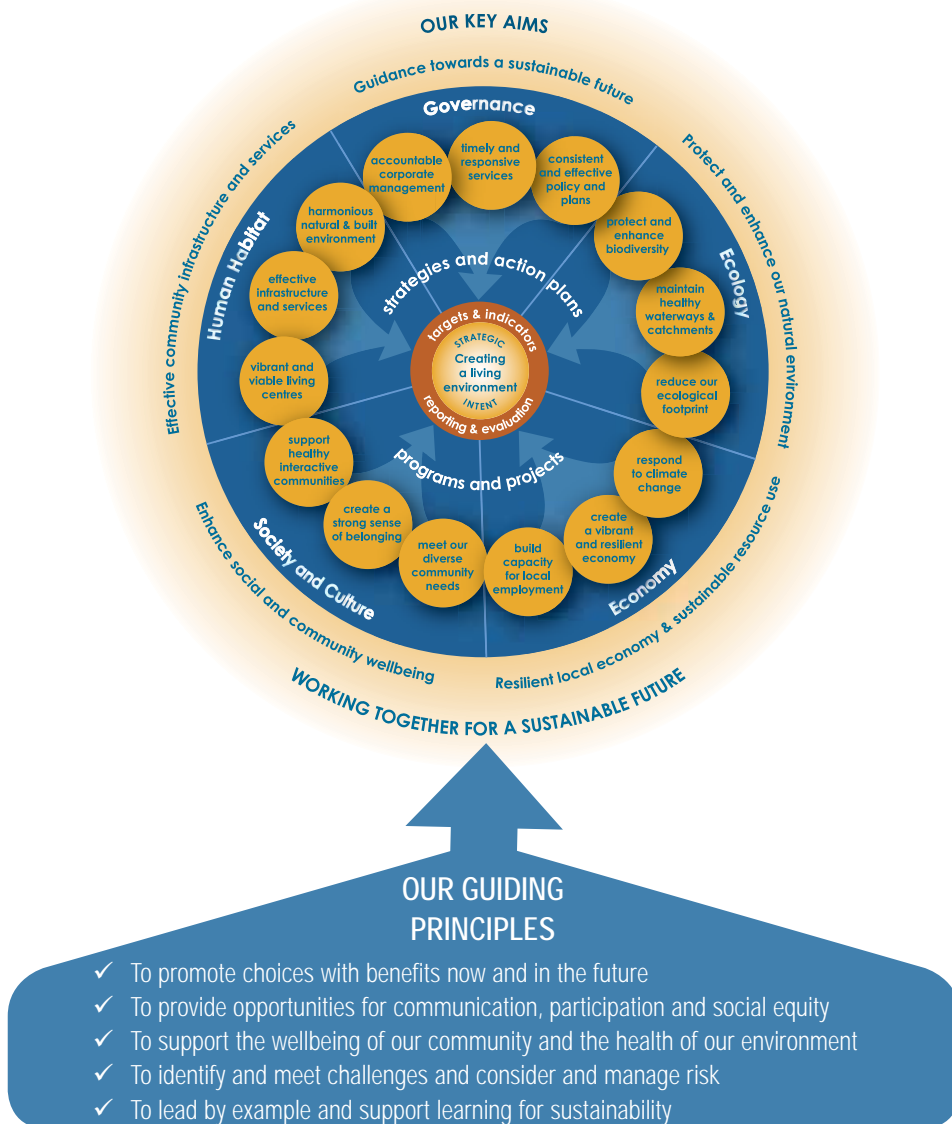 OUR KEY AIMS
Guidance towards a sustainable future
Governance
accountable
corporate
management
timely and
responsive
services
consistent
and effective
policy and
plans
Protect and enhance our natural environment
Ecology
protect and
enhance
biodiversity
maintain
healthy
waterways &
catchments
reduce our
ecological
footprint
Resilient local economy & sustainable resource use
Economy
respond
to climate
change
create
a vibrant
and resilient
economy
build
capacity
for local
employment
Enhance social and community wellbeing
Society and Culture
meet our
diverse
community
needs
create a
strong sense
of belonging
support
healthy
interactive
communities
Effective community infrastructure and services
Human Habitat
vibrant and
viable living
centres
effective
infrastructure
and services
harmonious
natural & built
environment
strategies and action plans
targets & indicators
STRATEGIC
Creating
a living
environment
INTENT
reporting & evaluation
programs and projects
WORKING TOGETHER FOR A SUSTAINABLE FUTURE
OUR GUIDING
PRINCIPLES
✓ To promote choices with benefits now and in the future
✓ To provide opportunities for communication, participation and social equity
✓ To support the wellbeing of our community and the health of our environment
✓ To identify and meet challenges and consider and manage risk
✓ To lead by example and support learning for sustainability